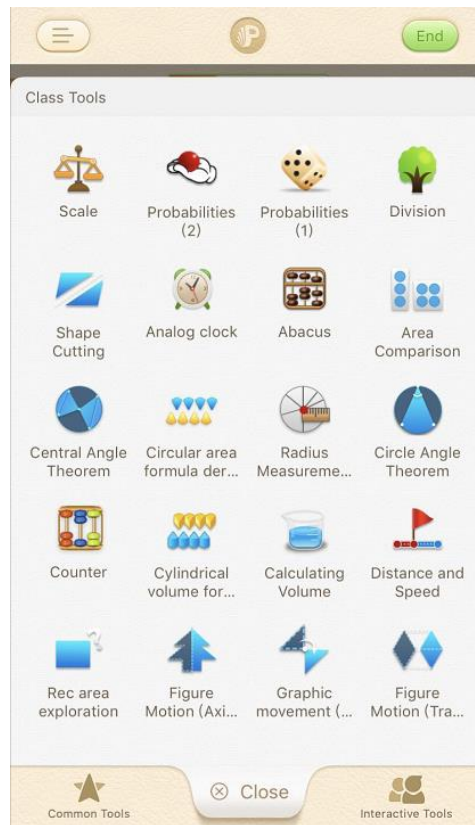 End
Class Tools
Scale
Probabilities
(2)
Probabilities
(1)
Division
Shape
Cutting
Analog clock
Abacus
Area
Comparison
Central Angle
Theorem
Circular area
formula der...
Radius
Measureme...
Circle Angle
Theorem
Counter
Cylindrical
volume for...
Calculating
Volume
Distance and
Speed
Rec area
exploration
Figure
Motion (Axi...
Graphic
movement (...
Figure
Motion (Tra...
Common Tools
Close
Interactive Tools